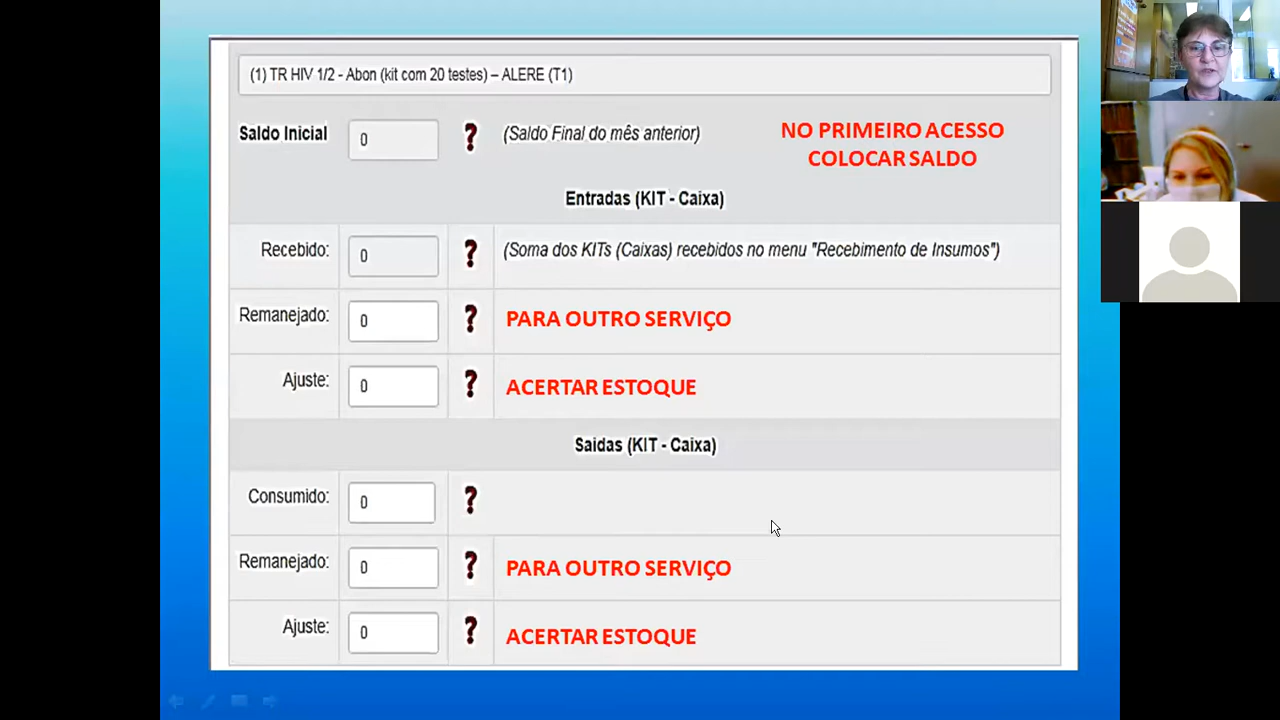 (1) TR HIV 1/2 - Abon (kit com 20 testes) – ALERE (T1)
Saldo Inicial 0 ? (Saldo Final do mês anterior) NO PRIMEIRO ACESSO
COLOCAR SALDO
Entradas (KIT - Caixa)
Recebido: 0 ? (Soma dos KITs (Caixas) recebidos no menu "Recebimento de Insumos")
Remanejado: 0 ? PARA OUTRO SERVIÇO
Ajuste: 0 ? ACERTAR ESTOQUE
Saídas (KIT - Caixa)
Consumido: 0 ?
Remanejado: 0 ? PARA OUTRO SERVIÇO
Ajuste: 0 ? ACERTAR ESTOQUE